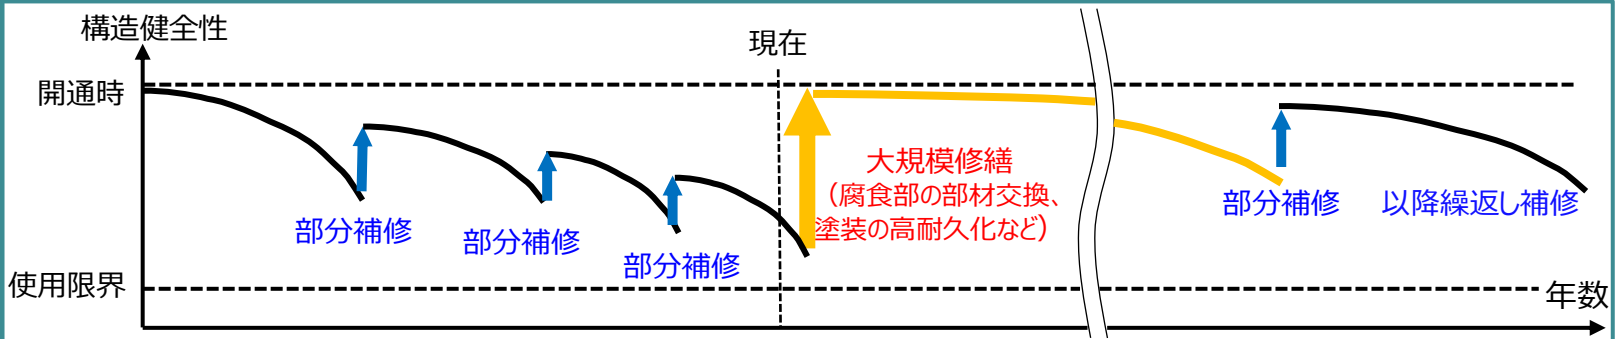 構造健全性
開通時
現在
部分補修
部分補修
部分補修
大規模修繕
（腐食部の部材交換、
塗装の高耐久化など）
部分補修
以降繰返し補修
使用限界
年数